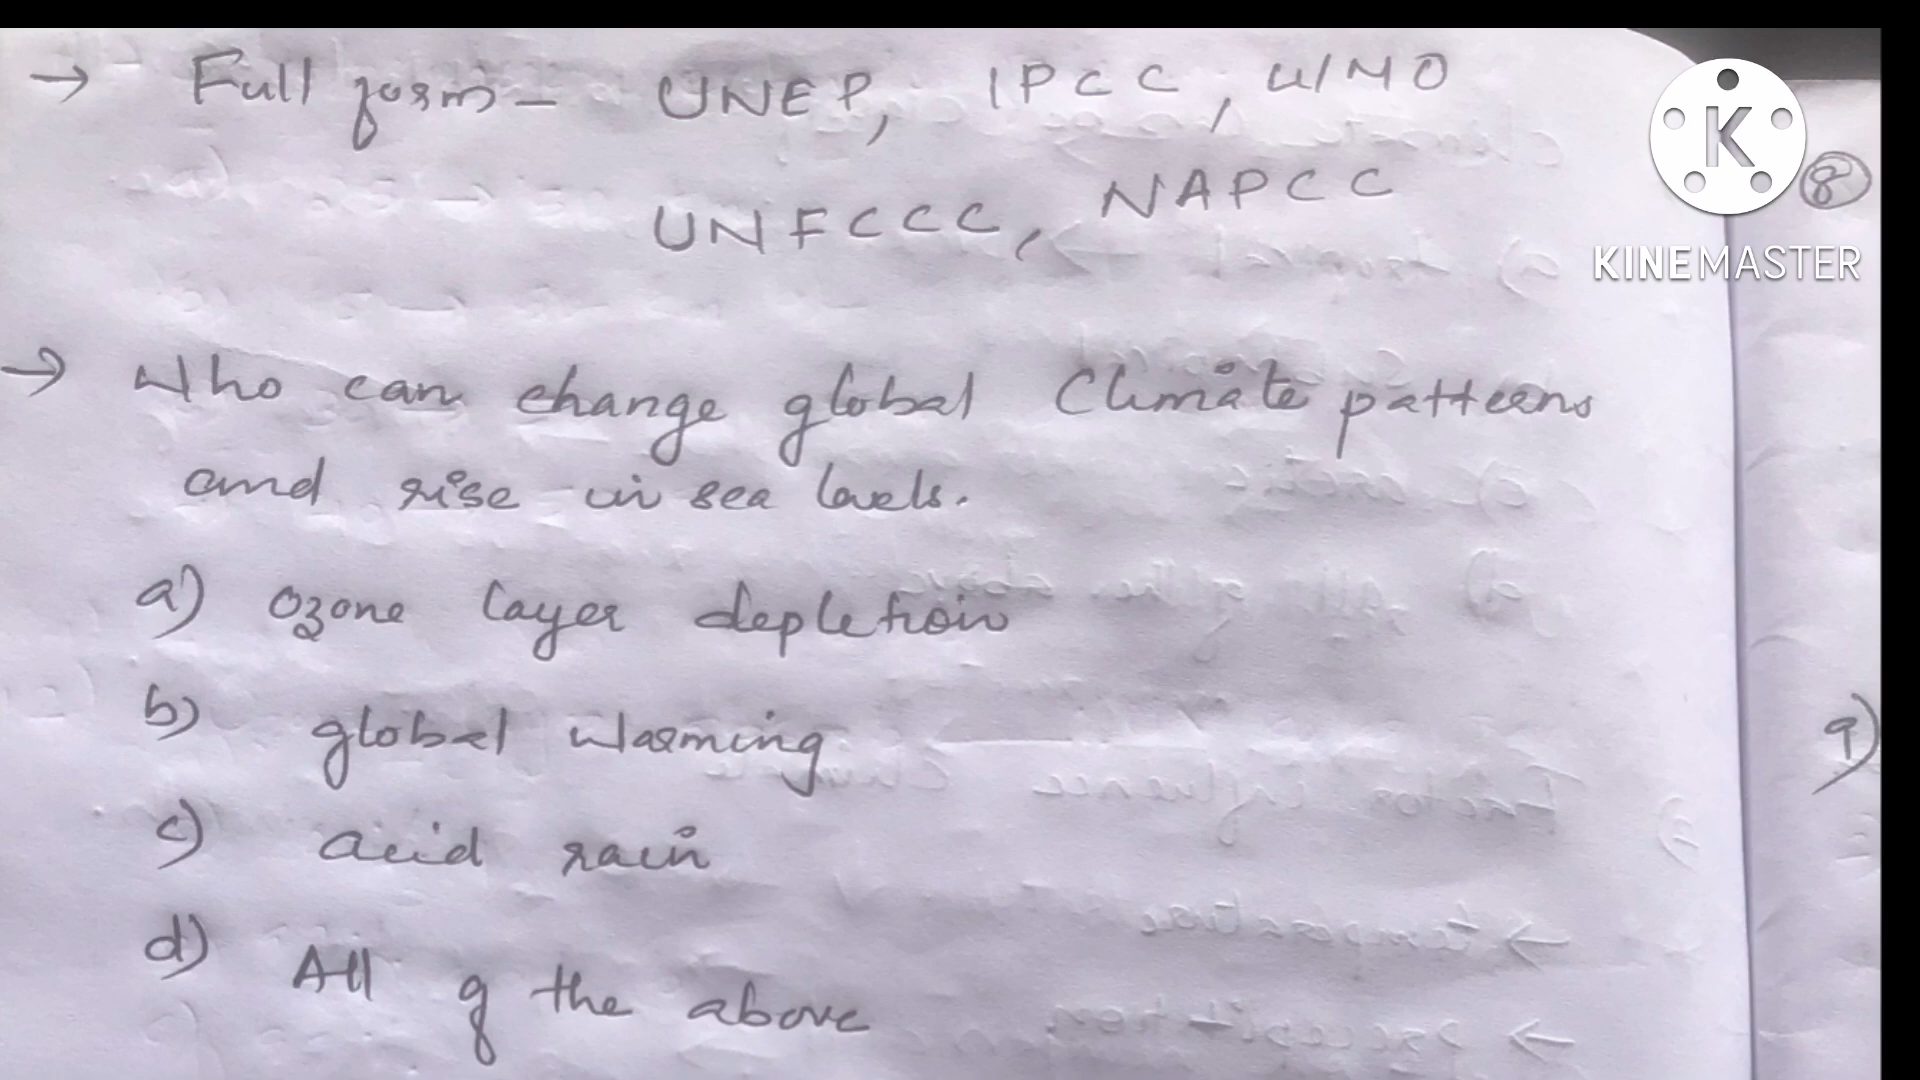 → Full form - UNEP, IPCC, WMO
UNFCCC, NAPCC
→ Who can change global Climate patterns
and rise in sea levels.
a) Ozone layer depletion
b) global warming
c) acid rain
d) All of the above
K
KINEMASTER
8
9)